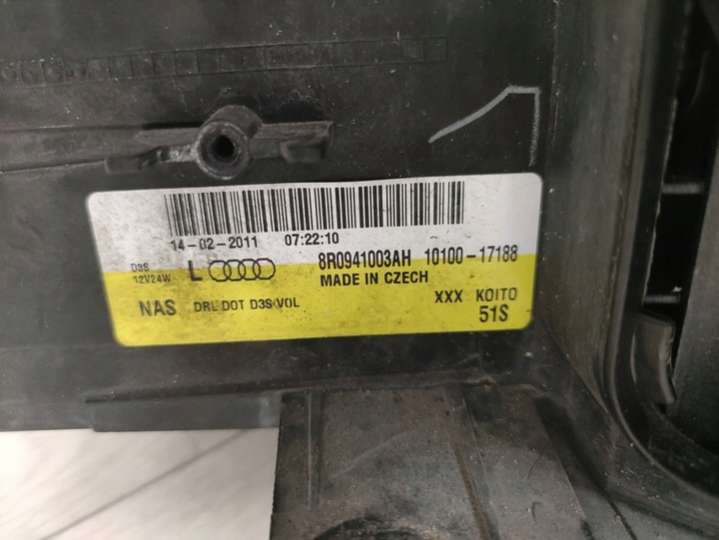 14-02-2011 07:22:10
D3S
12V24W
L 8R0941003AH 10100-17188
MADE IN CZECH
NAS DRL DOT D3S VOL XXX KOITO
51S